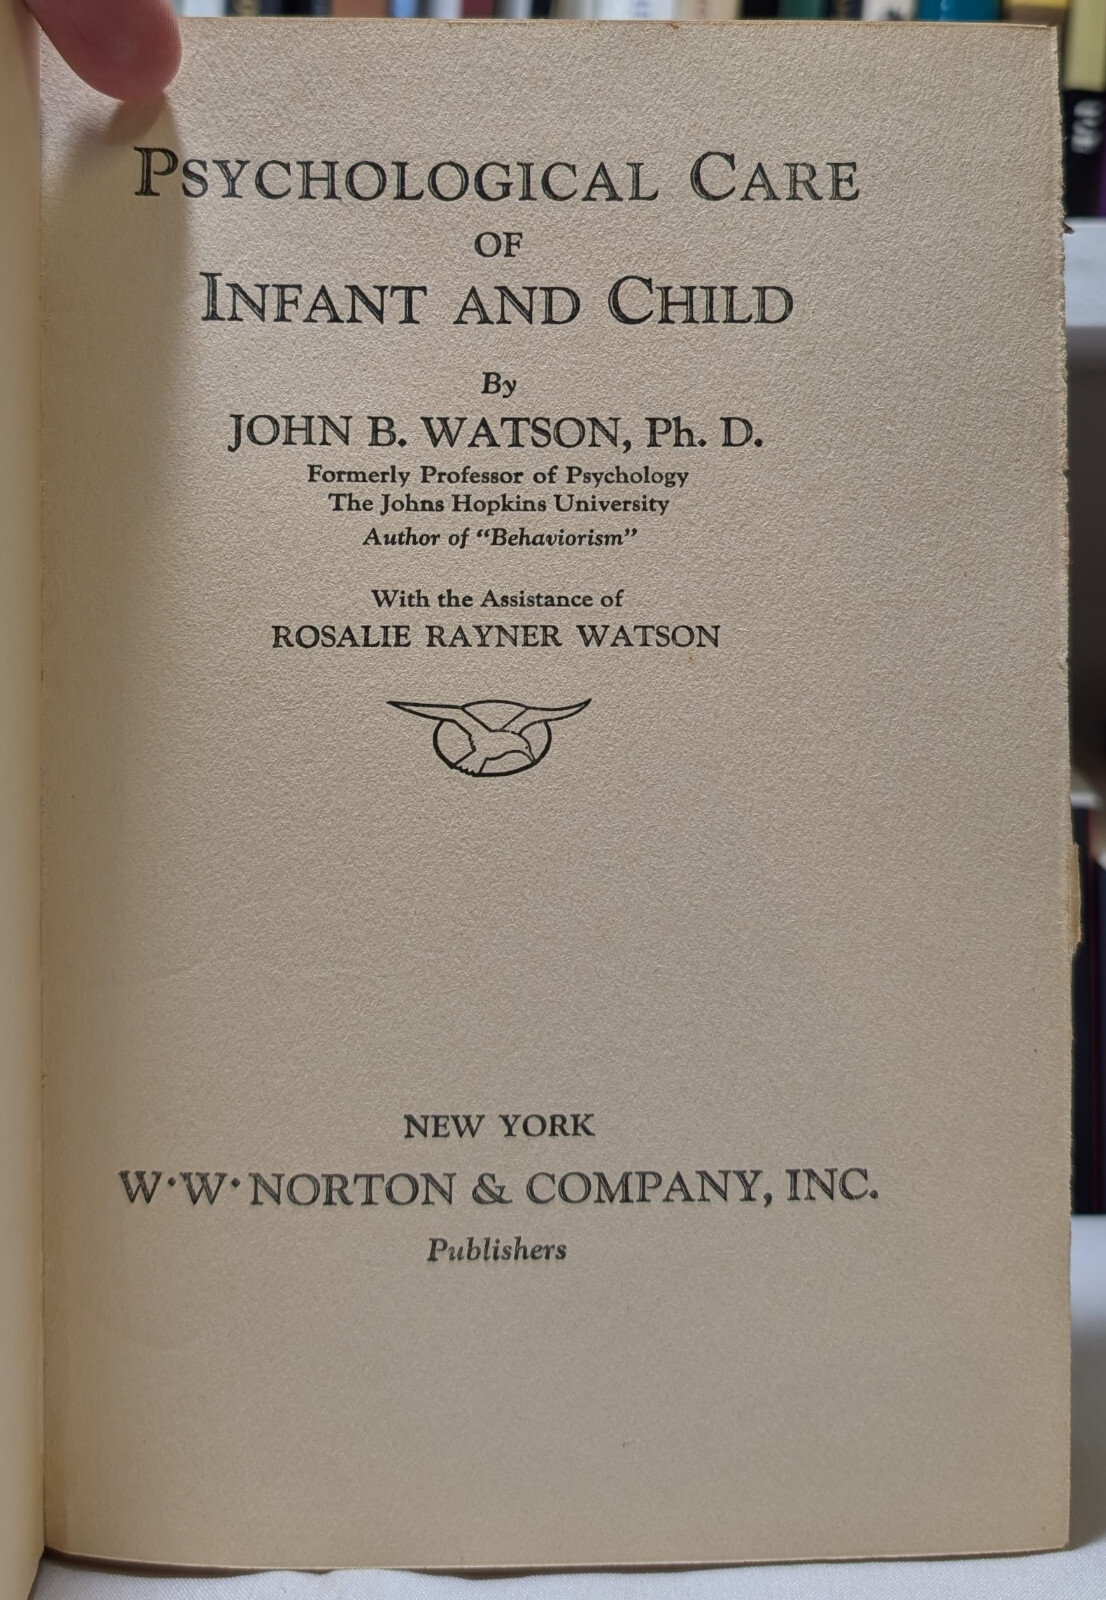 PSYCHOLOGICAL CARE
OF
INFANT AND CHILD
By
JOHN B. WATSON, Ph. D.
Formerly Professor of Psychology
The Johns Hopkins University
Author of “Behaviorism”
With the Assistance of
ROSALIE RAYNER WATSON
NEW YORK
W·W·NORTON & COMPANY, INC.
Publishers